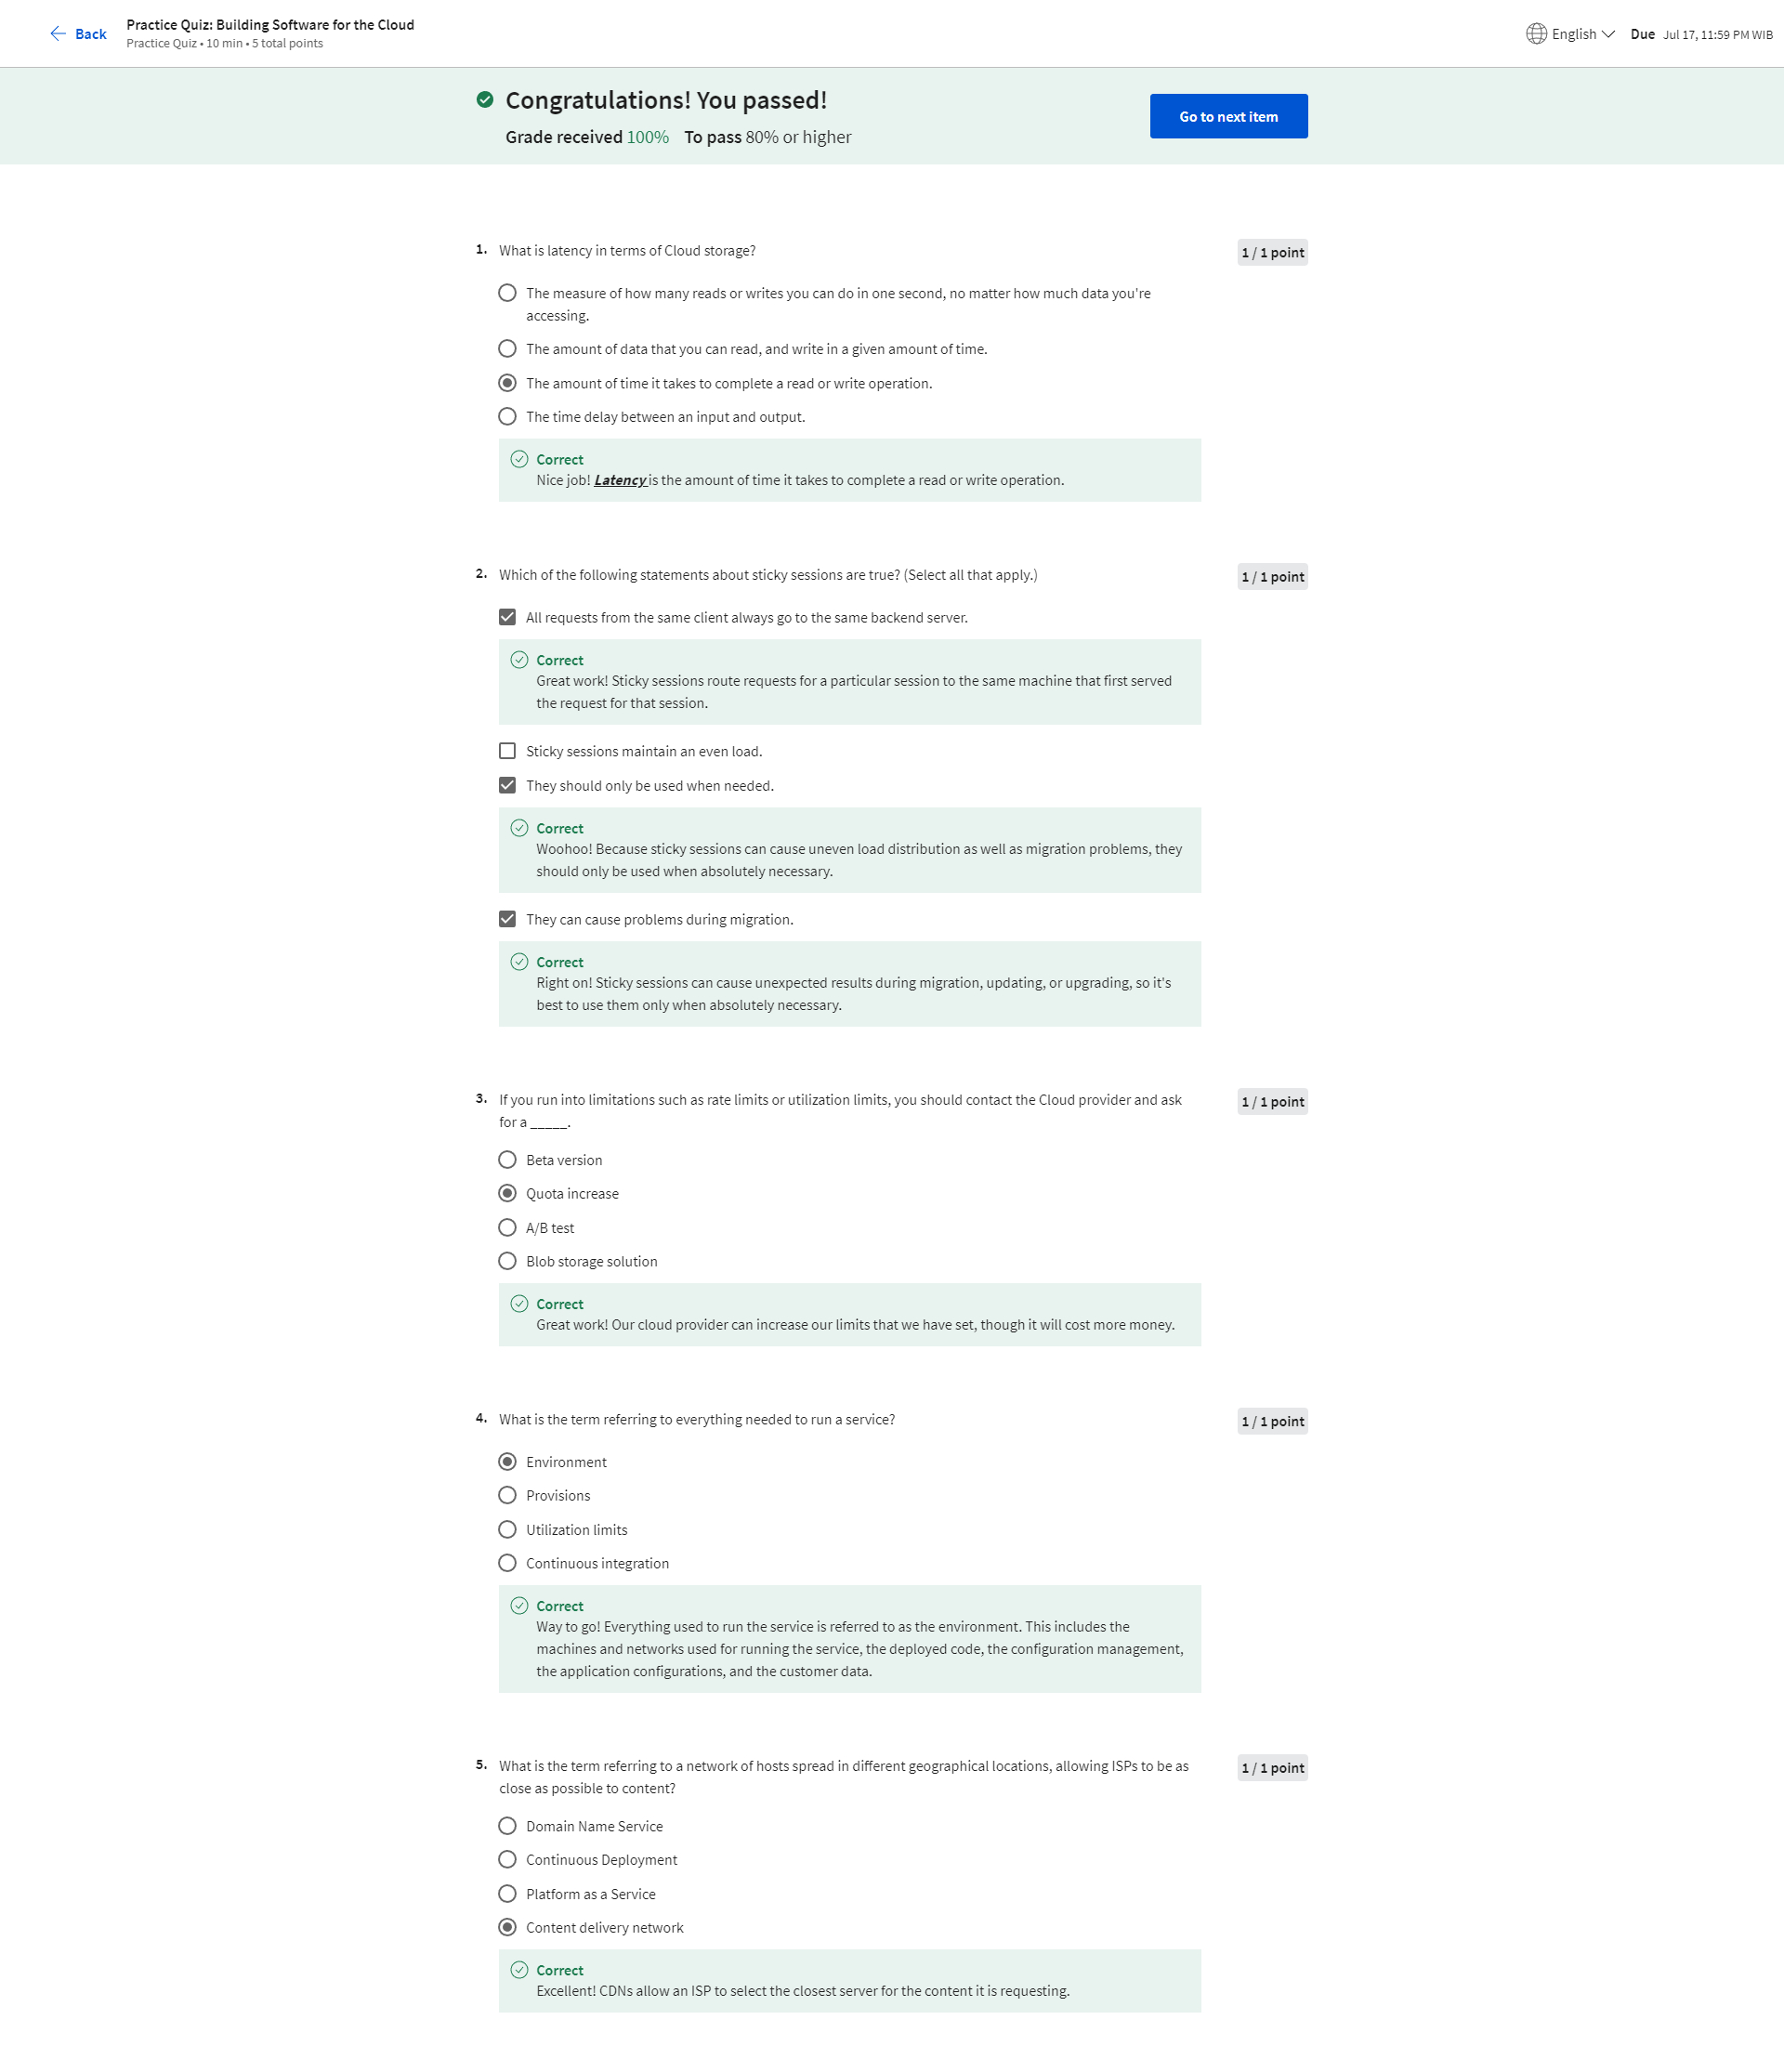 Back
Practice Quiz: Building Software for the Cloud
Practice Quiz • 10 min • 5 total points
English
Due Jul 17, 11:59 PM WIB
Congratulations! You passed!
Grade received 100% To pass 80% or higher
Go to next item
1. What is latency in terms of Cloud storage?
1 / 1 point
The measure of how many reads or writes you can do in one second, no matter how much data you're
accessing.
The amount of data that you can read, and write in a given amount of time.
The amount of time it takes to complete a read or write operation.
The time delay between an input and output.
Correct
Nice job! Latency is the amount of time it takes to complete a read or write operation.
2. Which of the following statements about sticky sessions are true? (Select all that apply.)
1 / 1 point
All requests from the same client always go to the same backend server.
Correct
Great work! Sticky sessions route requests for a particular session to the same machine that first served
the request for that session.
Sticky sessions maintain an even load.
They should only be used when needed.
Correct
Woohoo! Because sticky sessions can cause uneven load distribution as well as migration problems, they
should only be used when absolutely necessary.
They can cause problems during migration.
Correct
Right on! Sticky sessions can cause unexpected results during migration, updating, or upgrading, so it's
best to use them only when absolutely necessary.
3. If you run into limitations such as rate limits or utilization limits, you should contact the Cloud provider and ask
for a _____.
1 / 1 point
Beta version
Quota increase
A/B test
Blob storage solution
Correct
Great work! Our cloud provider can increase our limits that we have set, though it will cost more money.
4. What is the term referring to everything needed to run a service?
1 / 1 point
Environment
Provisions
Utilization limits
Continuous integration
Correct
Way to go! Everything used to run the service is referred to as the environment. This includes the
machines and networks used for running the service, the deployed code, the configuration management,
the application configurations, and the customer data.
5. What is the term referring to a network of hosts spread in different geographical locations, allowing ISPs to be as
close as possible to content?
1 / 1 point
Domain Name Service
Continuous Deployment
Platform as a Service
Content delivery network
Correct
Excellent! CDNs allow an ISP to select the closest server for the content it is requesting.